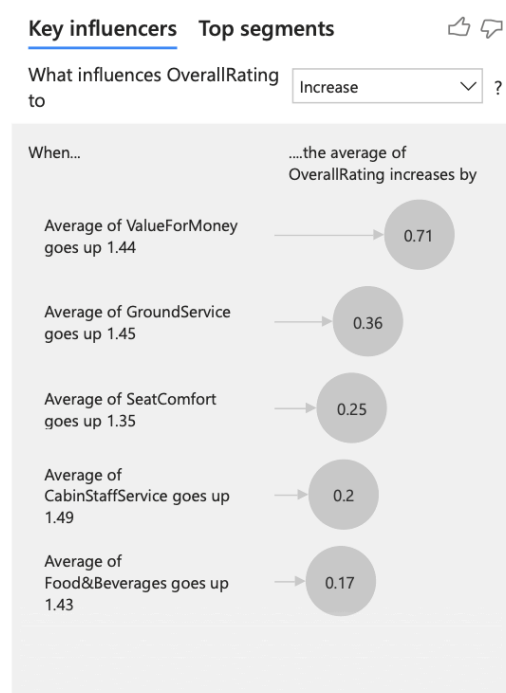 Key influencers Top segments
What influences OverallRating
to
Increase
?
When...
....the average of
OverallRating increases by
Average of ValueForMoney
goes up 1.44
0.71
Average of GroundService
goes up 1.45
0.36
Average of SeatComfort
goes up 1.35
0.25
Average of
CabinStaffService goes up
1.49
0.2
Average of
Food&Beverages goes up
1.43
0.17